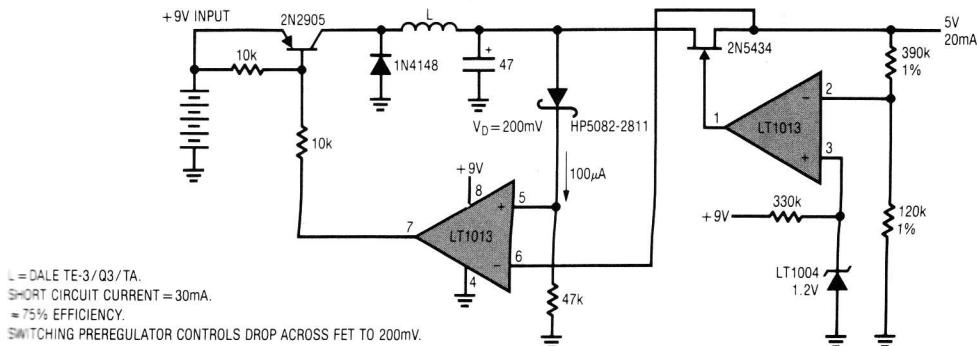 +9V INPUT
2N2905
L
10k
1N4148
+
47
2N5434
5V
20mA
390k
1%
V_D = 200mV
HP5082-2811
1
LT1013
−
2
+
3
10k
100µA
+9V
8
5
+
7
LT1013
−
6
4
47k
330k
+9V
120k
1%
LT1004
1.2V
L = DALE TE-3/Q3/TA.
SHORT CIRCUIT CURRENT = 30mA.
≈ 75% EFFICIENCY.
SWITCHING PREREGULATOR CONTROLS DROP ACROSS FET TO 200mV.